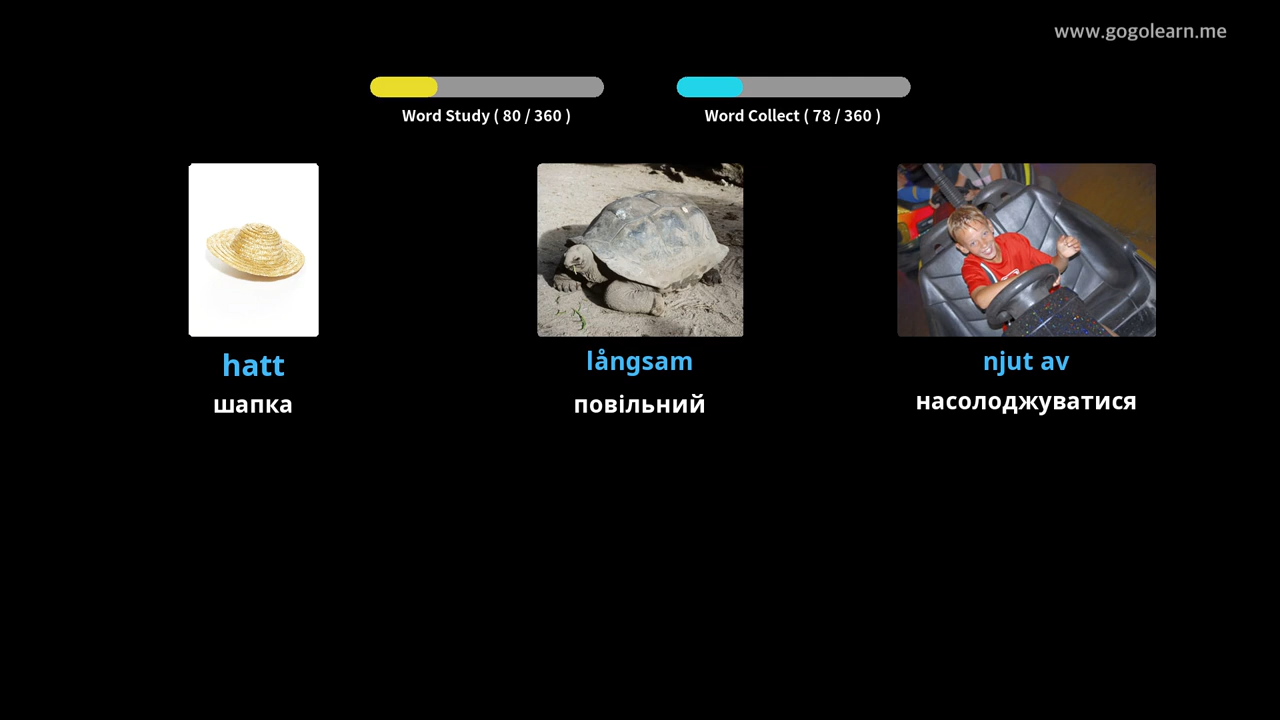 www.gogolearn.me
Word Study ( 80 / 360 )
Word Collect ( 78 / 360 )
hatt
långsam
njut av
шапка
повільний
насолоджуватися